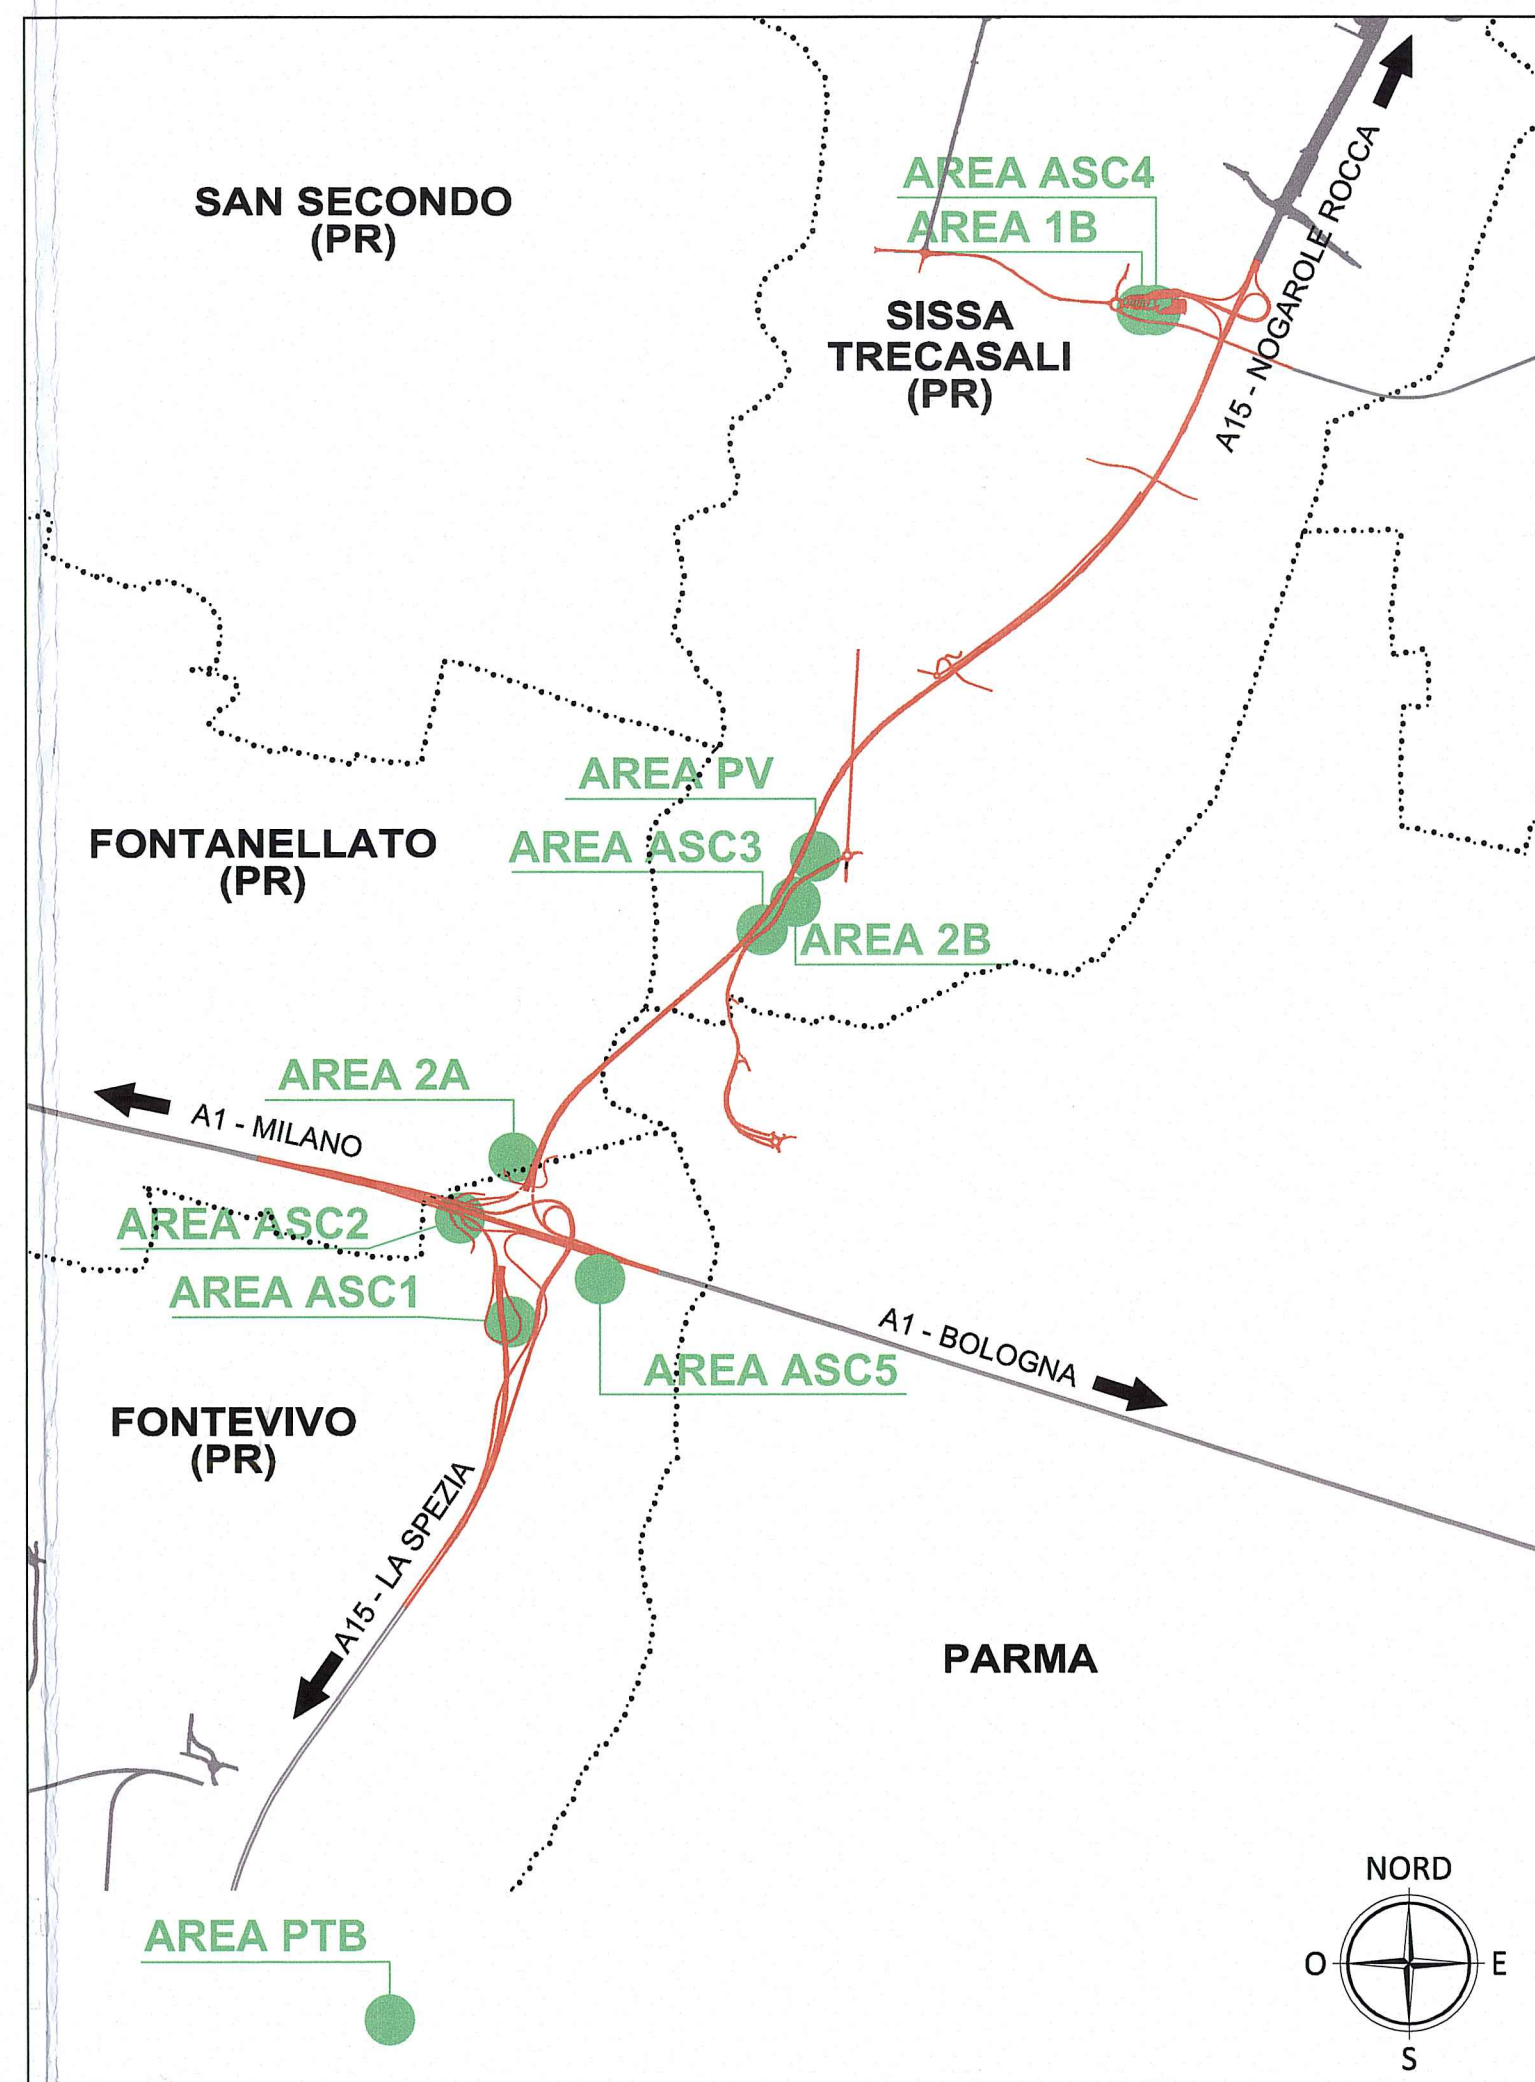 AREA ASC4
SAN SECONDO
(PR)
AREA 1B
A15 - NOGAROLE ROCCA
SISSA
TRECASALI
(PR)
AREA PV
FONTANELLATO
(PR)
AREA ASC3
AREA 2B
AREA 2A
A1 - MILANO
AREA ASC2
AREA ASC1
A1 - BOLOGNA
AREA ASC5
FONTEVIVO
(PR)
A15 - LA SPEZIA
PARMA
NORD
O
E
S
AREA PTB